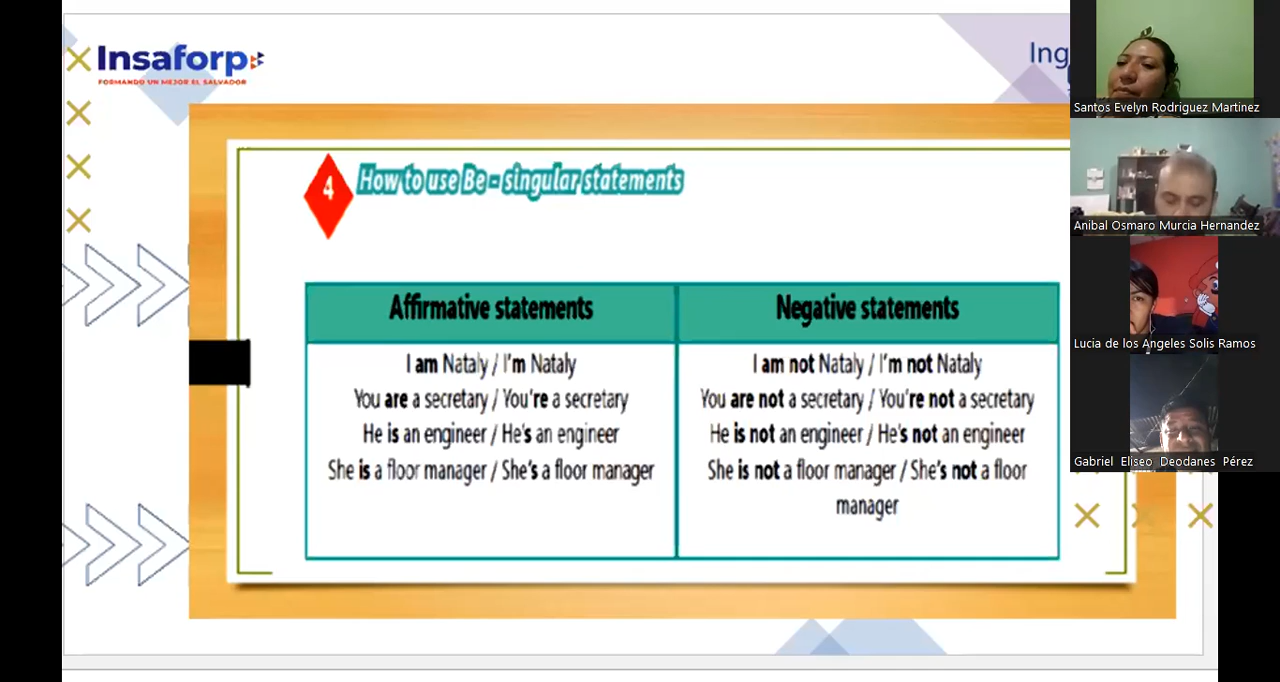 Insaforp
FORMANDO UN MEJOR EL SALVADOR
Ing
4
How to use Be - singular statements
Affirmative statements
Negative statements
I am Nataly / I'm Nataly
You are a secretary / You're a secretary
He is an engineer / He's an engineer
She is a floor manager / She's a floor manager
I am not Nataly / I'm not Nataly
You are not a secretary / You're not a secretary
He is not an engineer / He's not an engineer
She is not a floor manager / She's not a floor
manager
Santos Evelyn Rodriguez Martinez
Anibal Osmaro Murcia Hernandez
Lucia de los Angeles Solis Ramos
Gabriel Eliseo Deodanes Pérez